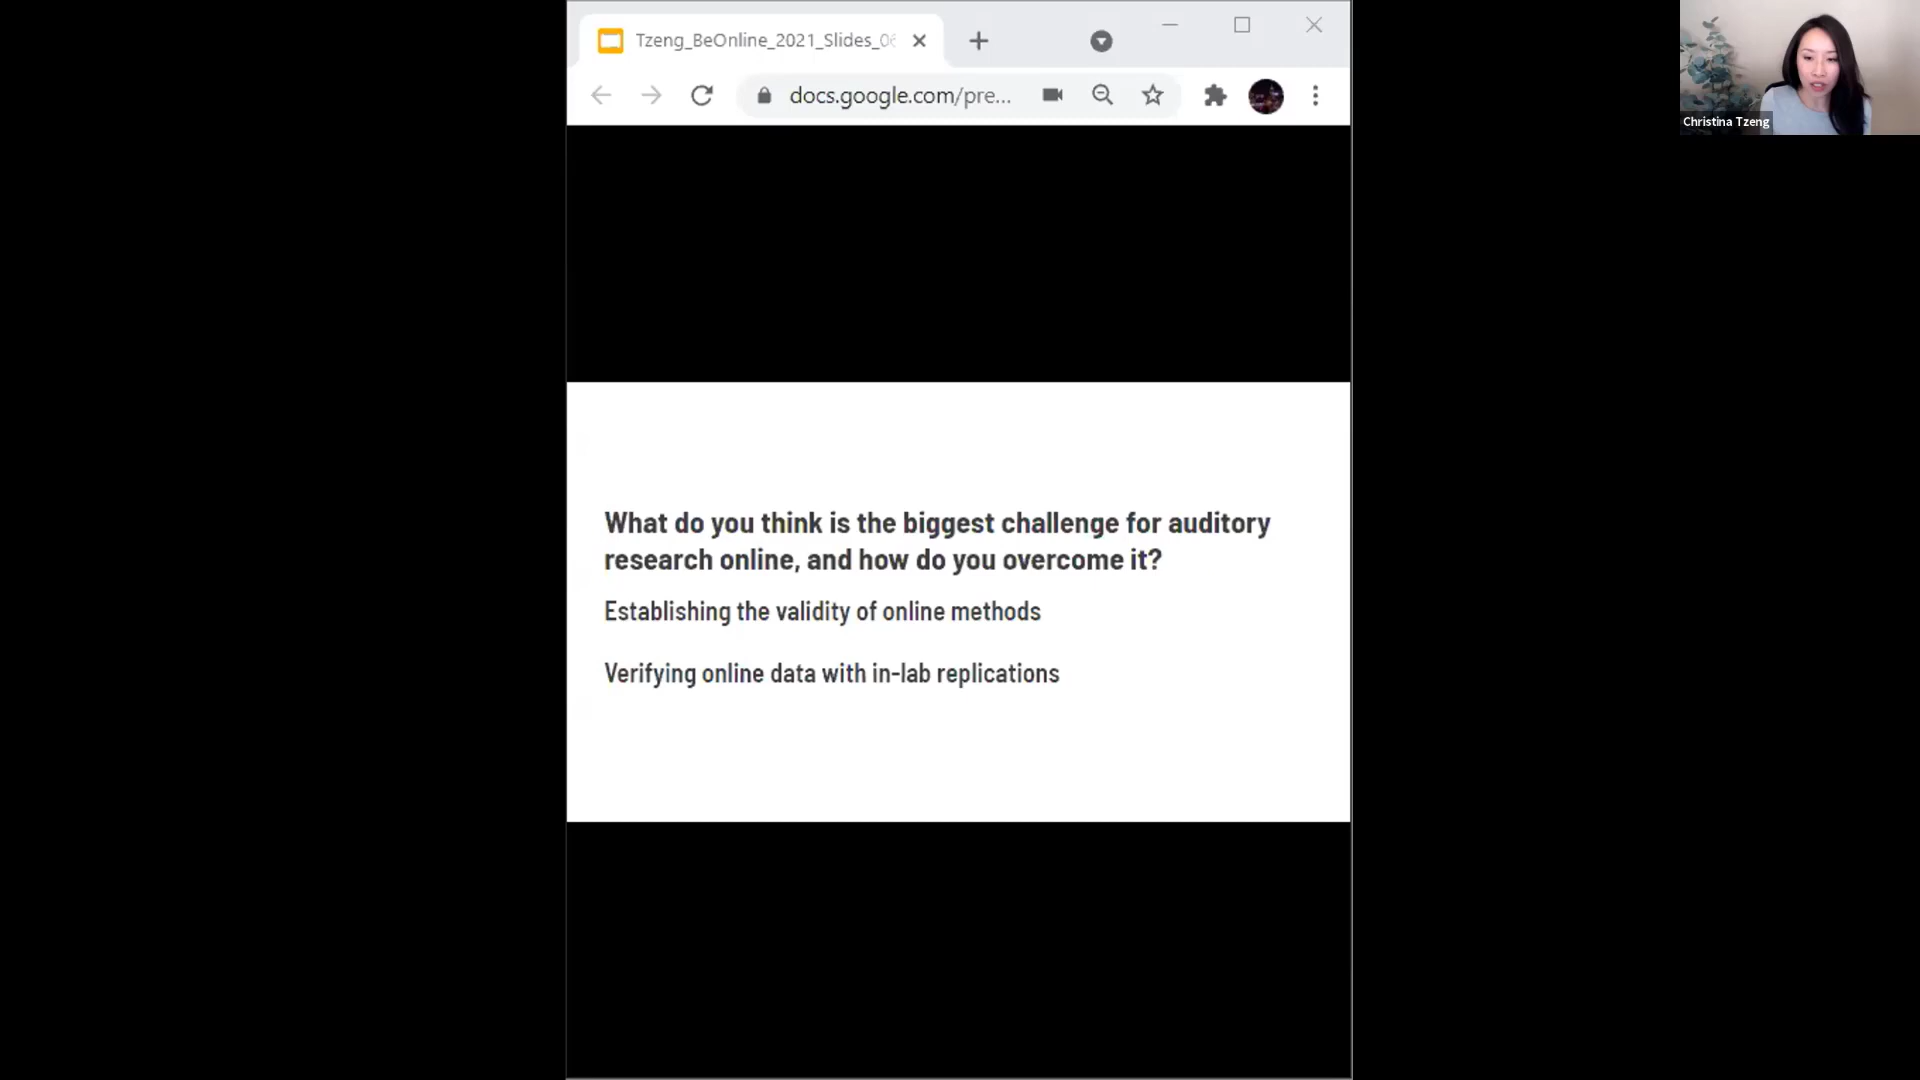 Tzeng_BeOnline_2021_Slides_06
docs.google.com/pre...
Christina Tzeng
What do you think is the biggest challenge for auditory
research online, and how do you overcome it?
Establishing the validity of online methods
Verifying online data with in-lab replications